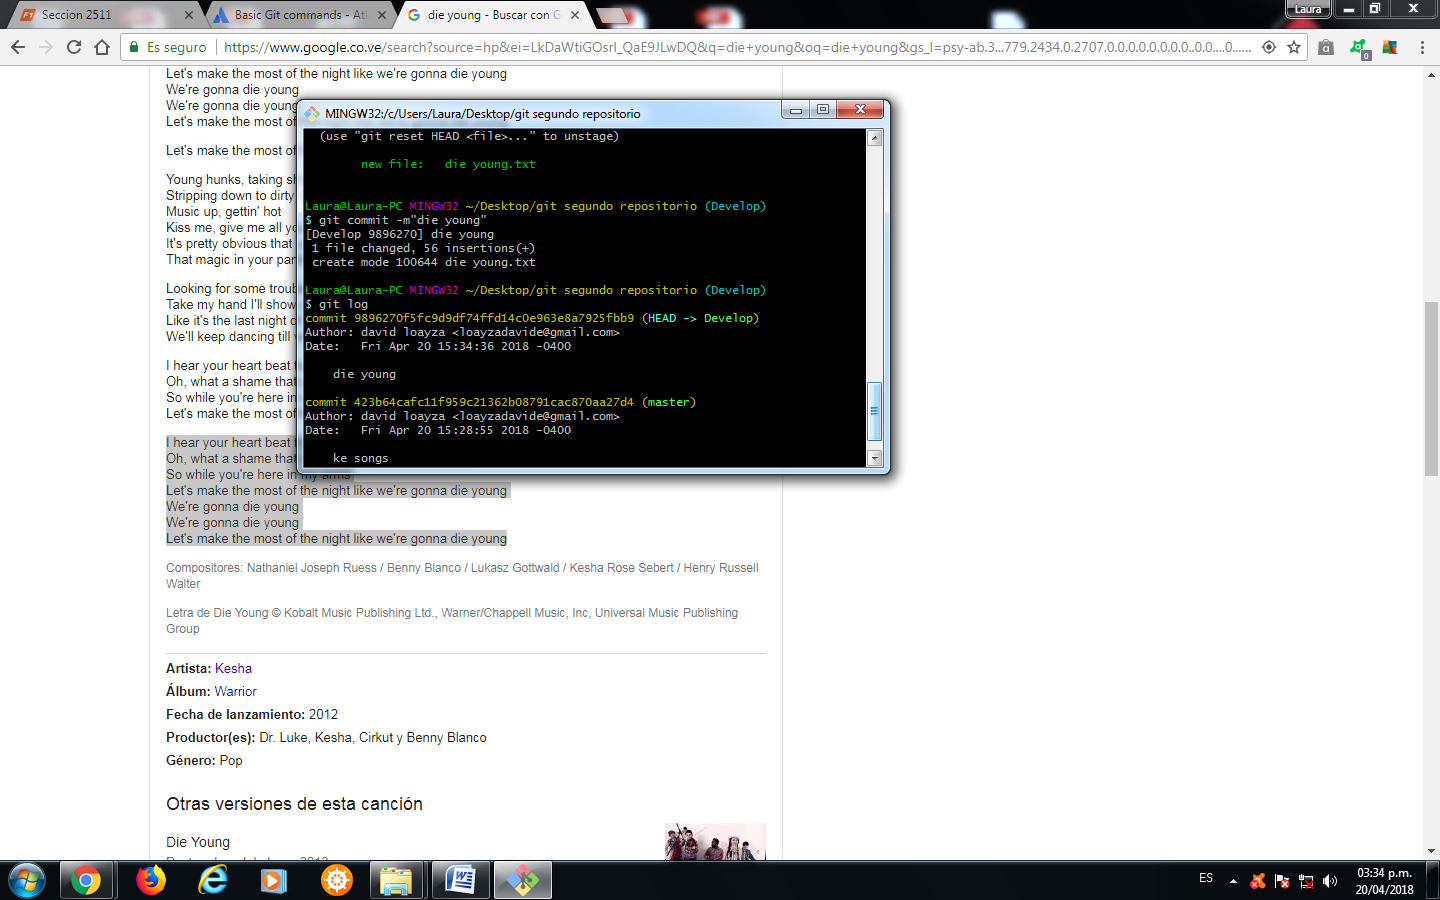 Seccion 2511
Basic Git commands - Atl
die young - Buscar con G
Laura
Es seguro
https://www.google.co.ve/search?source=hp&ei=LkDaWtiGOsrI_QaE9JLwDQ&q=die+young&oq=die+young&gs_l=psy-ab.3...779.2434.0.2707.0.0.0.0.0.0.0.0..0.0....0......
0
Let's make the most of the night like we're gonna die young
We're gonna die young
We're gonna die young
Let's make the most of
Let's make the most of
Young hunks, taking
Stripping down to dirty
Music up, gettin' hot
Kiss me, give me all
It's pretty obvious that
That magic in your
Looking for some
Take my hand I'll show
Like it's the last night
We'll keep dancing till
I hear your heart beat
Oh, what a shame that
So while you're here in
Let's make the most of
MINGW32:/c/Users/Laura/Desktop/git segundo repositorio
(use "git reset HEAD <file>..." to unstage)
new file:   die young.txt
Laura@Laura-PC MINGW32 ~/Desktop/git segundo repositorio (Develop)
$ git commit -m"die young"
[Develop 9896270] die young
1 file changed, 56 insertions(+)
create mode 100644 die young.txt
Laura@Laura-PC MINGW32 ~/Desktop/git segundo repositorio (Develop)
$ git log
commit 9896270f5fc9d9df74ffd14c0e963e8a7925fbb9 (HEAD -> Develop)
Author: david loayza <loayzadavide@gmail.com>
Date:   Fri Apr 20 15:34:36 2018 -0400
die young
commit 423b64cafc11f959c21362b08791cac870aa27d4 (master)
Author: david loayza <loayzadavide@gmail.com>
Date:   Fri Apr 20 15:28:55 2018 -0400
ke songs
I hear your heart beat
Oh, what a shame that
So while you're here in my arms
Let's make the most of the night like we're gonna die young
We're gonna die young
We're gonna die young
Let's make the most of the night like we're gonna die young
Compositores: Nathaniel Joseph Ruess / Benny Blanco / Lukasz Gottwald / Kesha Rose Sebert / Henry Russell
Walter
Letra de Die Young © Kobalt Music Publishing Ltd., Warner/Chappell Music, Inc, Universal Music Publishing
Group
Artista: Kesha
Álbum: Warrior
Fecha de lanzamiento: 2012
Productor(es): Dr. Luke, Kesha, Cirkut y Benny Blanco
Género: Pop
Otras versiones de esta canción
Die Young
ES
03:34 p.m.
20/04/2018